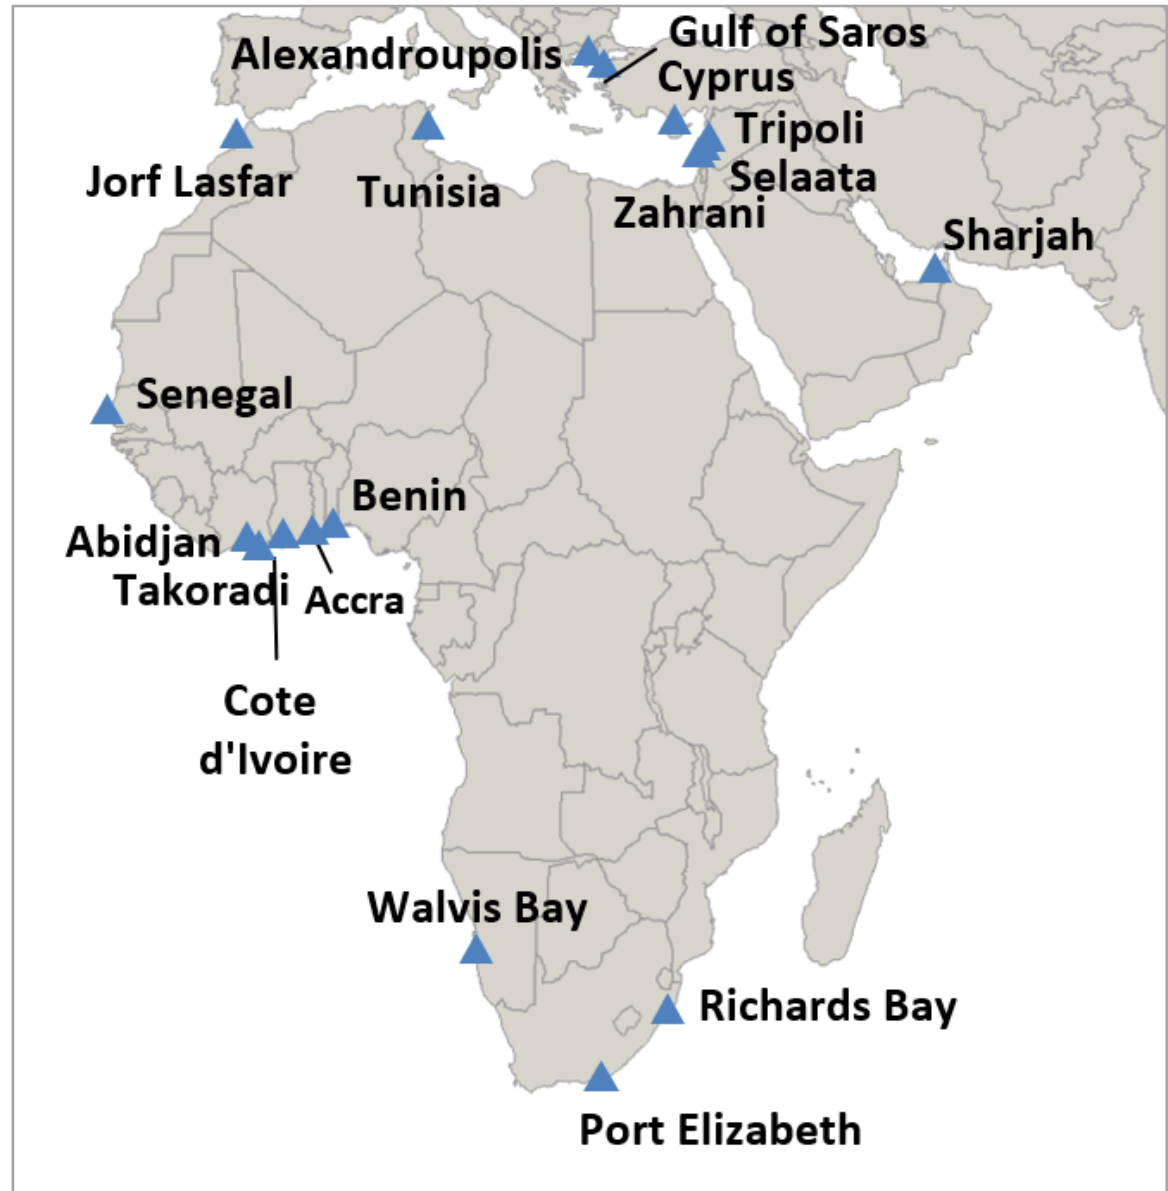 Gulf of Saros
Alexandroupolis
Cyprus
Tripoli
Jorf Lasfar
Tunisia
Selaata
Zahrani
Sharjah
Senegal
Benin
Abidjan
Takoradi
Accra
Cote
d'Ivoire
Walvis Bay
Richards Bay
Port Elizabeth